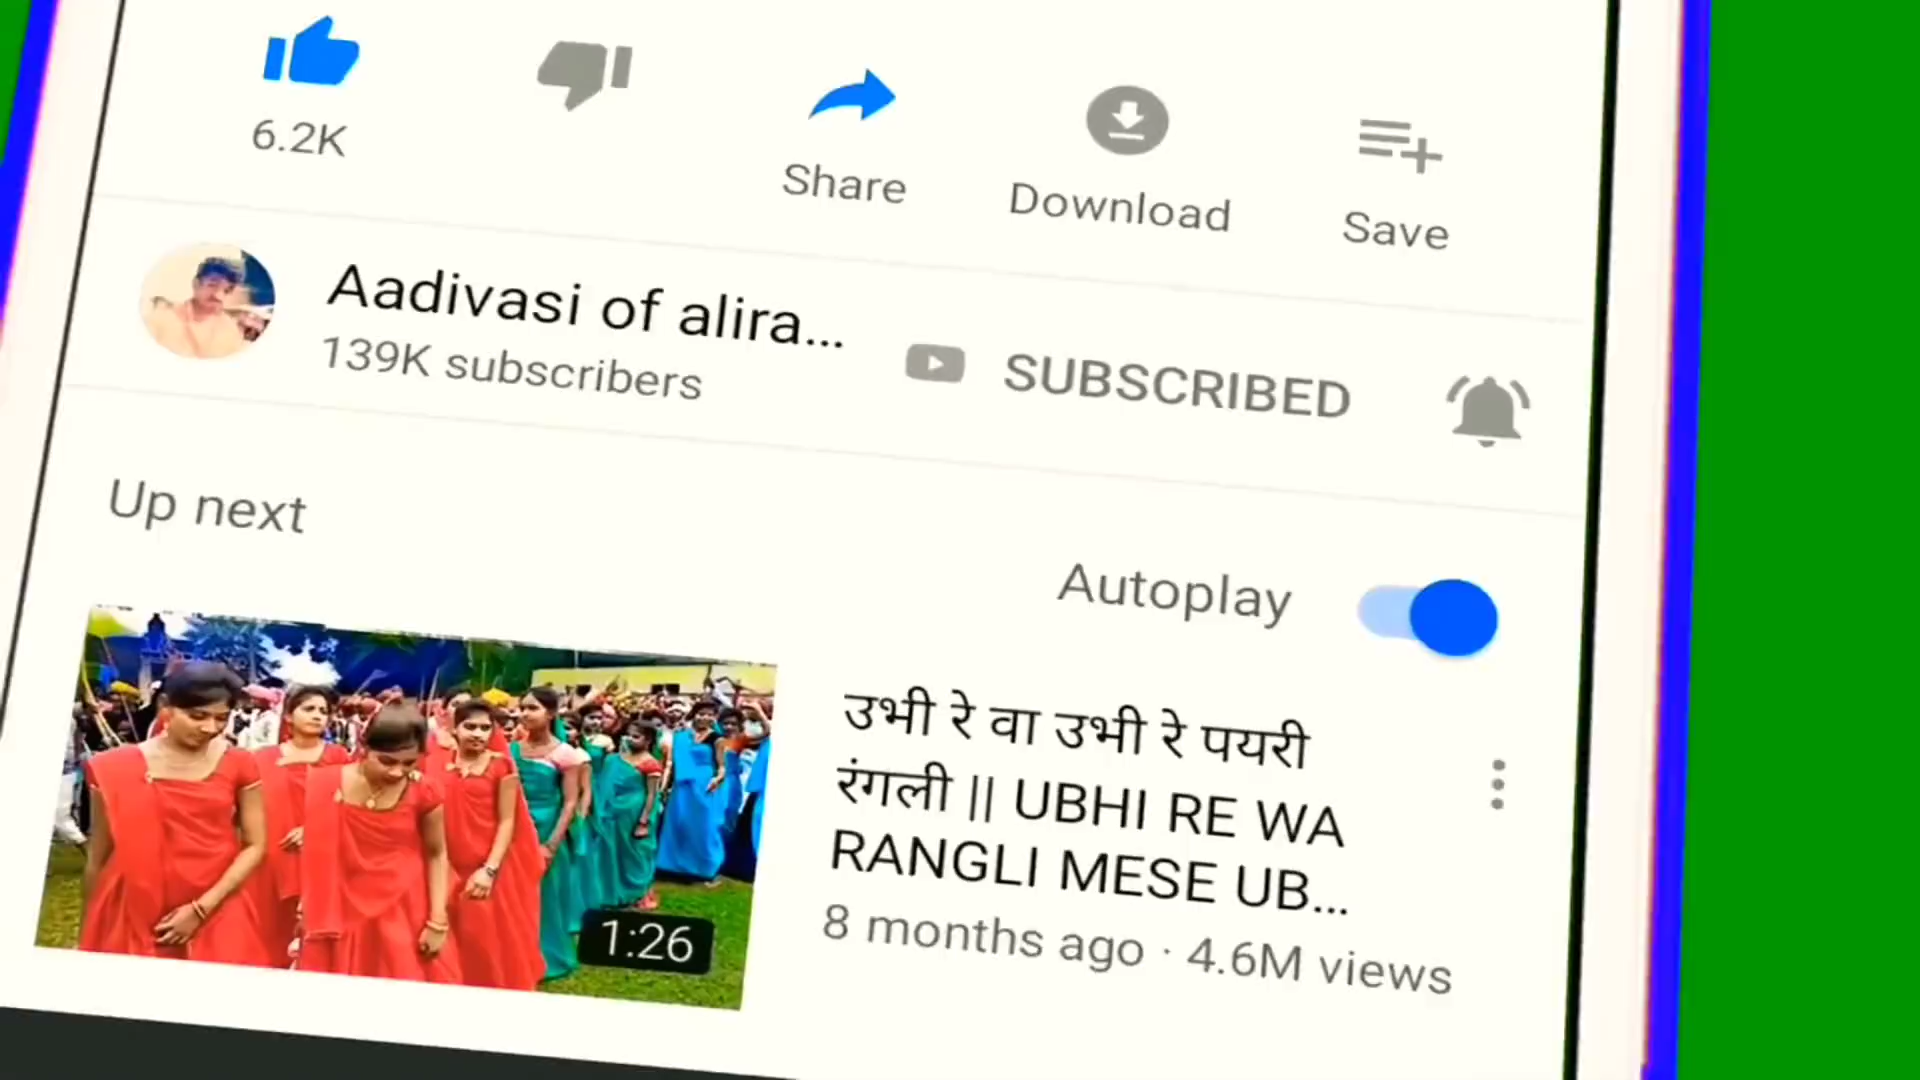 6.2K
Share
Download
Save
Aadivasi of alira...
139K subscribers
SUBSCRIBED
Up next
Autoplay
उभी रे वा उभी रे पयरी
रंगली || UBHI RE WA
RANGLI MESE UB...
8 months ago · 4.6M views
1:26